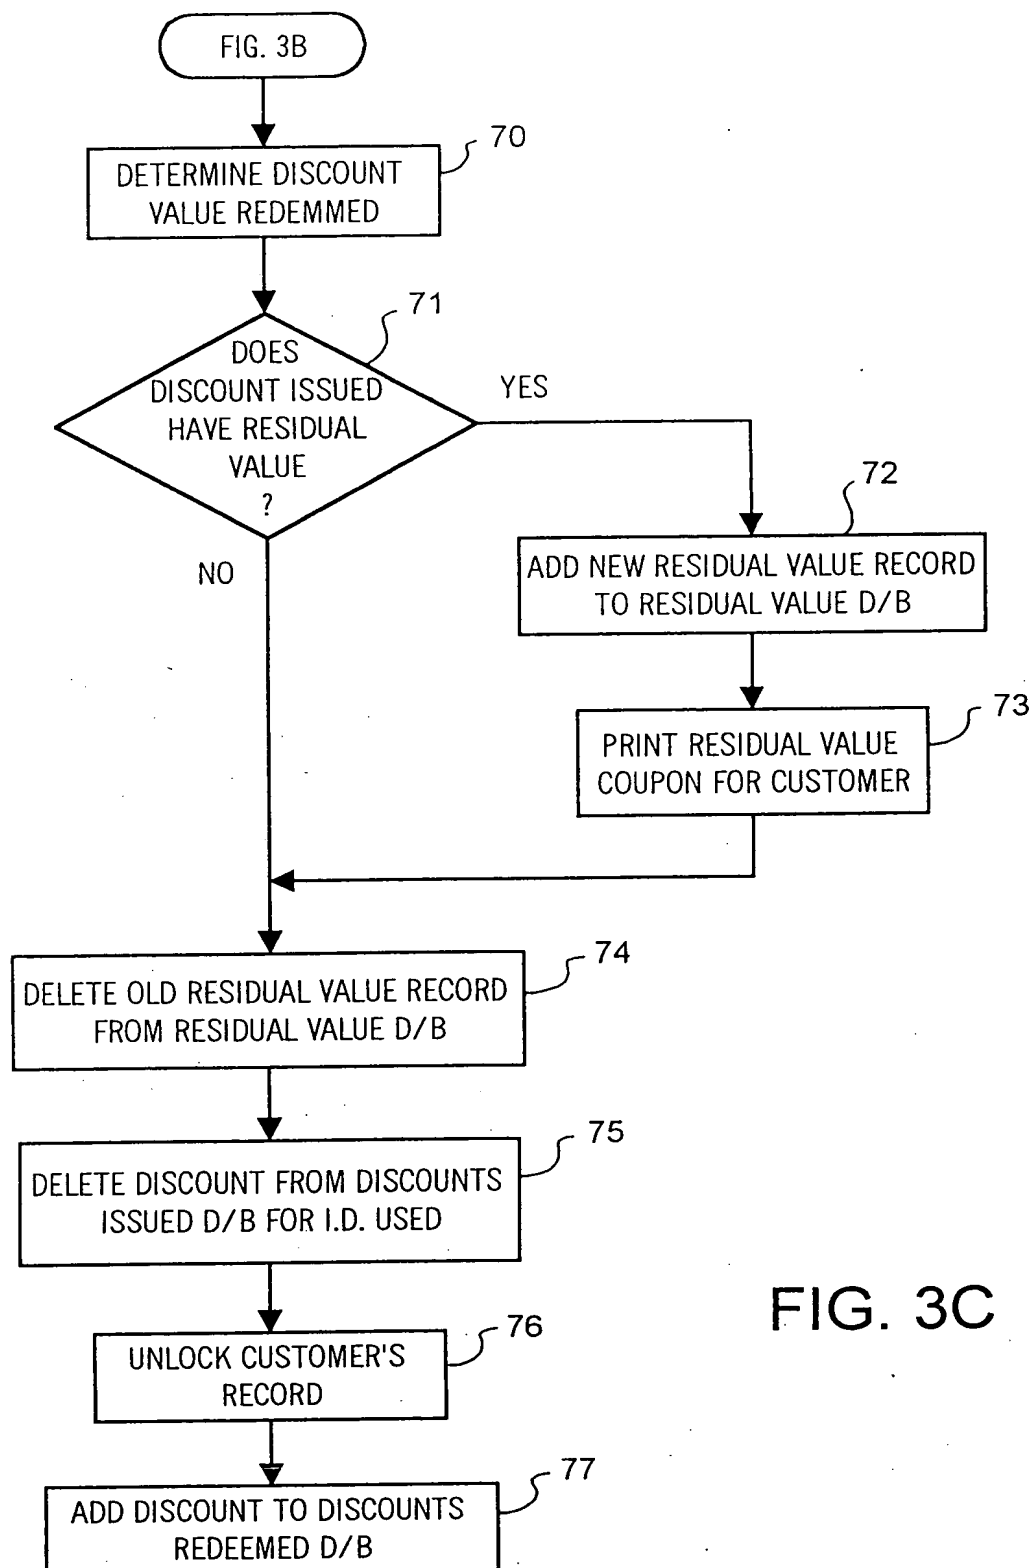 FIG. 3B
70
DETERMINE DISCOUNT
VALUE REDEMMED
71
DOES
DISCOUNT ISSUED
HAVE RESIDUAL
VALUE
?
YES
NO
72
ADD NEW RESIDUAL VALUE RECORD
TO RESIDUAL VALUE D/B
73
PRINT RESIDUAL VALUE
COUPON FOR CUSTOMER
74
DELETE OLD RESIDUAL VALUE RECORD
FROM RESIDUAL VALUE D/B
75
DELETE DISCOUNT FROM DISCOUNTS
ISSUED D/B FOR I.D. USED
76
UNLOCK CUSTOMER'S
RECORD
77
ADD DISCOUNT TO DISCOUNTS
REDEEMED D/B
FIG. 3C